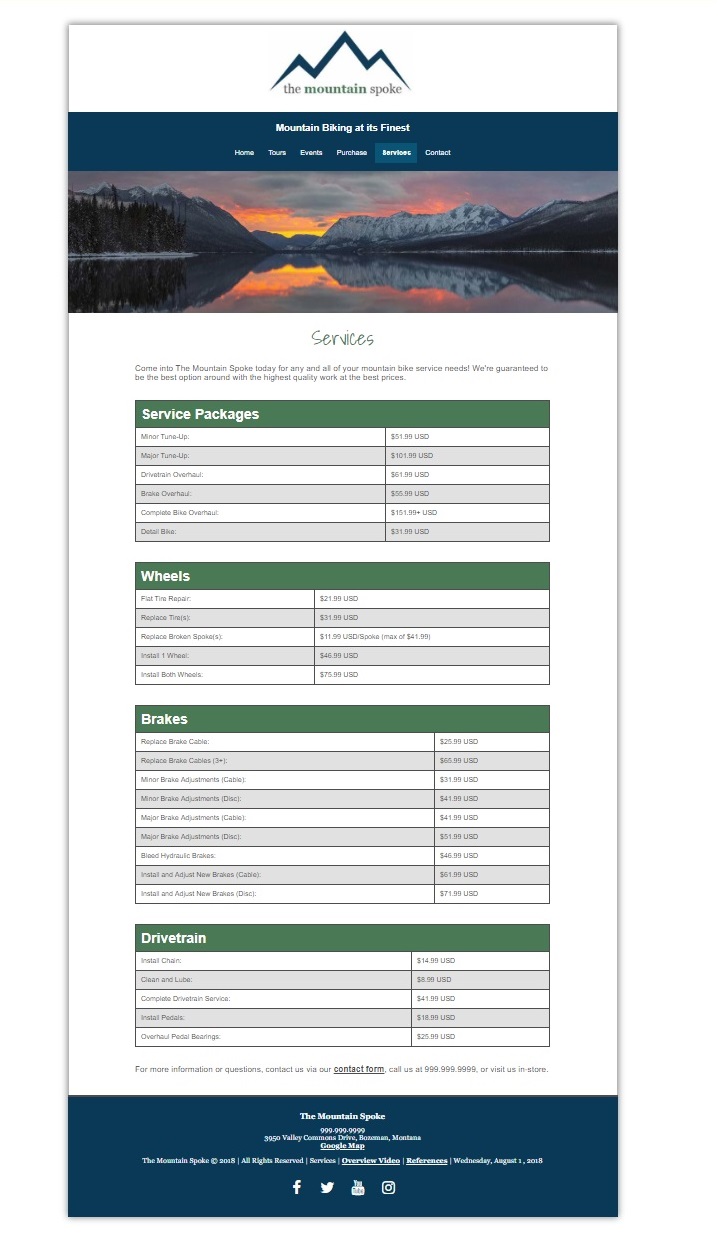 the mountain spoke
Mountain Biking at its Finest
Home Tours Events Purchase Services Contact
Services
Come into The Mountain Spoke today for any and all of your mountain bike service needs! We're guaranteed to
be the best option around with the highest quality work at the best prices.
Service Packages
Minor Tune-Up: $51.99 USD
Major Tune-Up: $101.99 USD
Drivetrain Overhaul: $61.99 USD
Brake Overhaul: $55.99 USD
Complete Bike Overhaul: $151.99+ USD
Detail Bike: $31.99 USD
Wheels
Flat Tire Repair: $21.99 USD
Replace Tire(s): $31.99 USD
Replace Broken Spoke(s): $11.99 USD/Spoke (max of $41.99)
Install 1 Wheel: $46.99 USD
Install Both Wheels: $75.99 USD
Brakes
Replace Brake Cable: $25.99 USD
Replace Brake Cables (3+): $65.99 USD
Minor Brake Adjustments (Cable): $31.99 USD
Minor Brake Adjustments (Disc): $41.99 USD
Major Brake Adjustments (Cable): $41.99 USD
Major Brake Adjustments (Disc): $51.99 USD
Bleed Hydraulic Brakes: $46.99 USD
Install and Adjust New Brakes (Cable): $61.99 USD
Install and Adjust New Brakes (Disc): $71.99 USD
Drivetrain
Install Chain: $14.99 USD
Clean and Lube: $8.99 USD
Complete Drivetrain Service: $41.99 USD
Install Pedals: $18.99 USD
Overhaul Pedal Bearings: $25.99 USD
For more information or questions, contact us via our contact form, call us at 999.999.9999, or visit us in-store.
The Mountain Spoke
999.999.9999
3950 Valley Commons Drive, Bozeman, Montana
Google Map
The Mountain Spoke © 2018 | All Rights Reserved | Services | Overview Video | References | Wednesday, August 1, 2018
You Tube